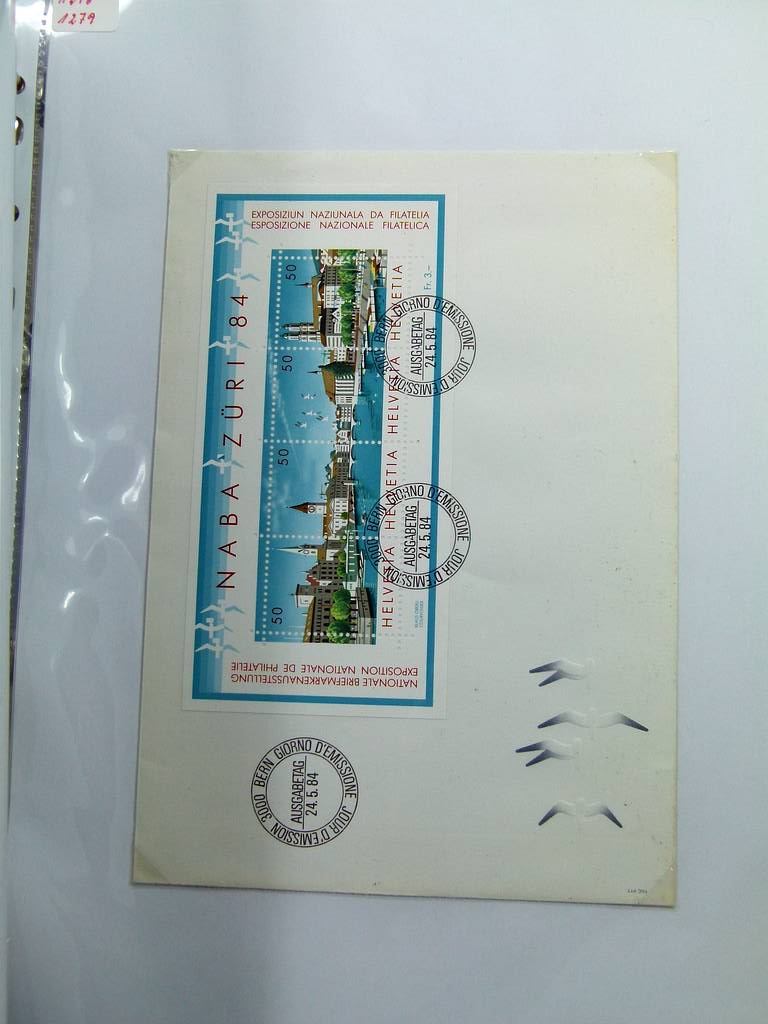 1279
EXPOSIZIUN NAZIUNALA DA FILATELIA
ESPOSIZIONE NAZIONALE FILATELICA
NABA ZÜRI 84
50
50
50
50
HELVETIA HELVETIA HELVETIA HELVETIA
Fr. 3.–
NATIONALE BRIEFMARKENAUSSTELLUNG
EXPOSITION NATIONALE DE PHILATELIE
3000 BERN GIORNO D'EMISSIONE JOUR D'EMISSION
AUSGABETAG
24.5.84
3000 BERN GIORNO D'EMISSIONE JOUR D'EMISSION
AUSGABETAG
24.5.84
3000 BERN GIORNO D'EMISSIONE JOUR D'EMISSION
AUSGABETAG
24.5.84